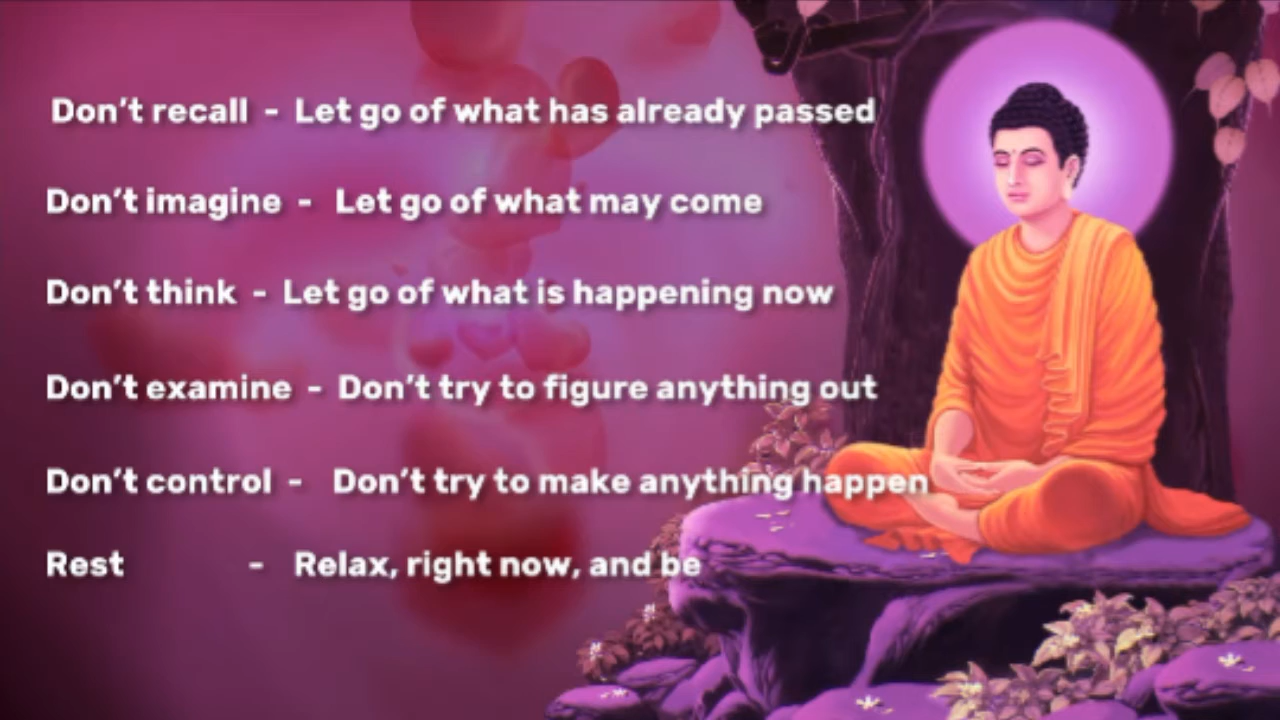 Don't recall - Let go of what has already passed
Don't imagine - Let go of what may come
Don't think - Let go of what is happening now
Don't examine - Don't try to figure anything out
Don't control - Don't try to make anything happen
Rest - Relax, right now, and be